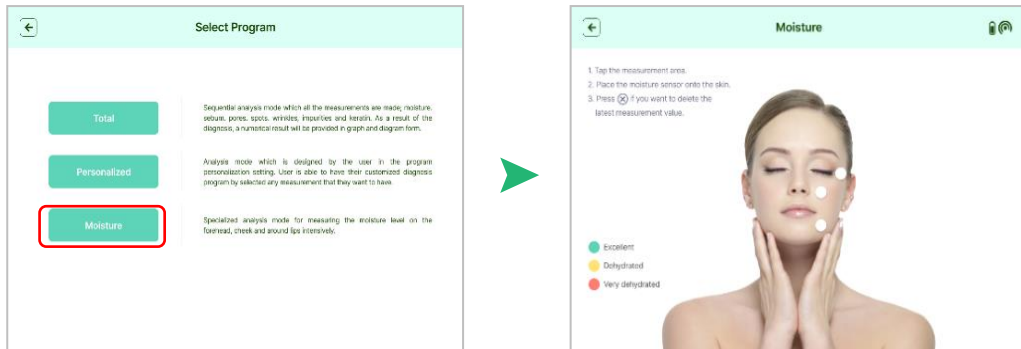 Select Program
Total
Sequential analysis mode which all the measurements are made; moisture,
sebum, pores, spots, wrinkles, impurities and keratin. As a result of the
diagnosis, a numerical result will be provided in graph and diagram form.
Personalized
Analysis mode which is designed by the user in the program
personalization setting. User is able to have their customized diagnosis
program by selected any measurement that they want to have.
Moisture
Specialized analysis mode for measuring the moisture level on the
forehead, cheek and around lips intensively.
Moisture
1. Tap the measurement area.
2. Place the moisture sensor onto the skin.
3. Press ⓧ if you want to delete the
latest measurement value.
Excellent
Dehydrated
Very dehydrated